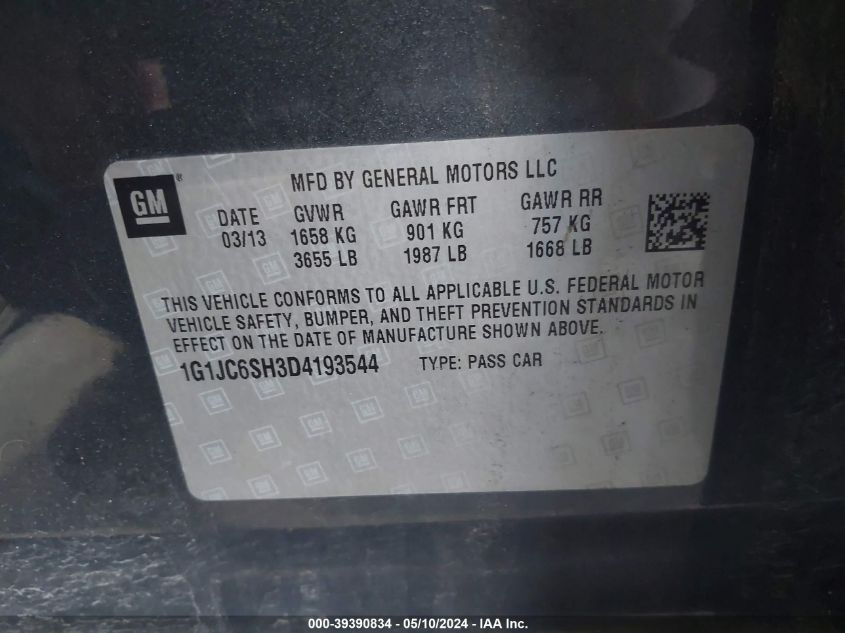 GM ®
MFD BY GENERAL MOTORS LLC
DATE GVWR GAWR FRT GAWR RR
03/13 1658 KG 901 KG 757 KG
3655 LB 1987 LB 1668 LB
THIS VEHICLE CONFORMS TO ALL APPLICABLE U.S. FEDERAL MOTOR
VEHICLE SAFETY, BUMPER, AND THEFT PREVENTION STANDARDS IN
EFFECT ON THE DATE OF MANUFACTURE SHOWN ABOVE.
1G1JC6SH3D4193544 TYPE: PASS CAR
000-39390834 - 05/10/2024 - IAA Inc.